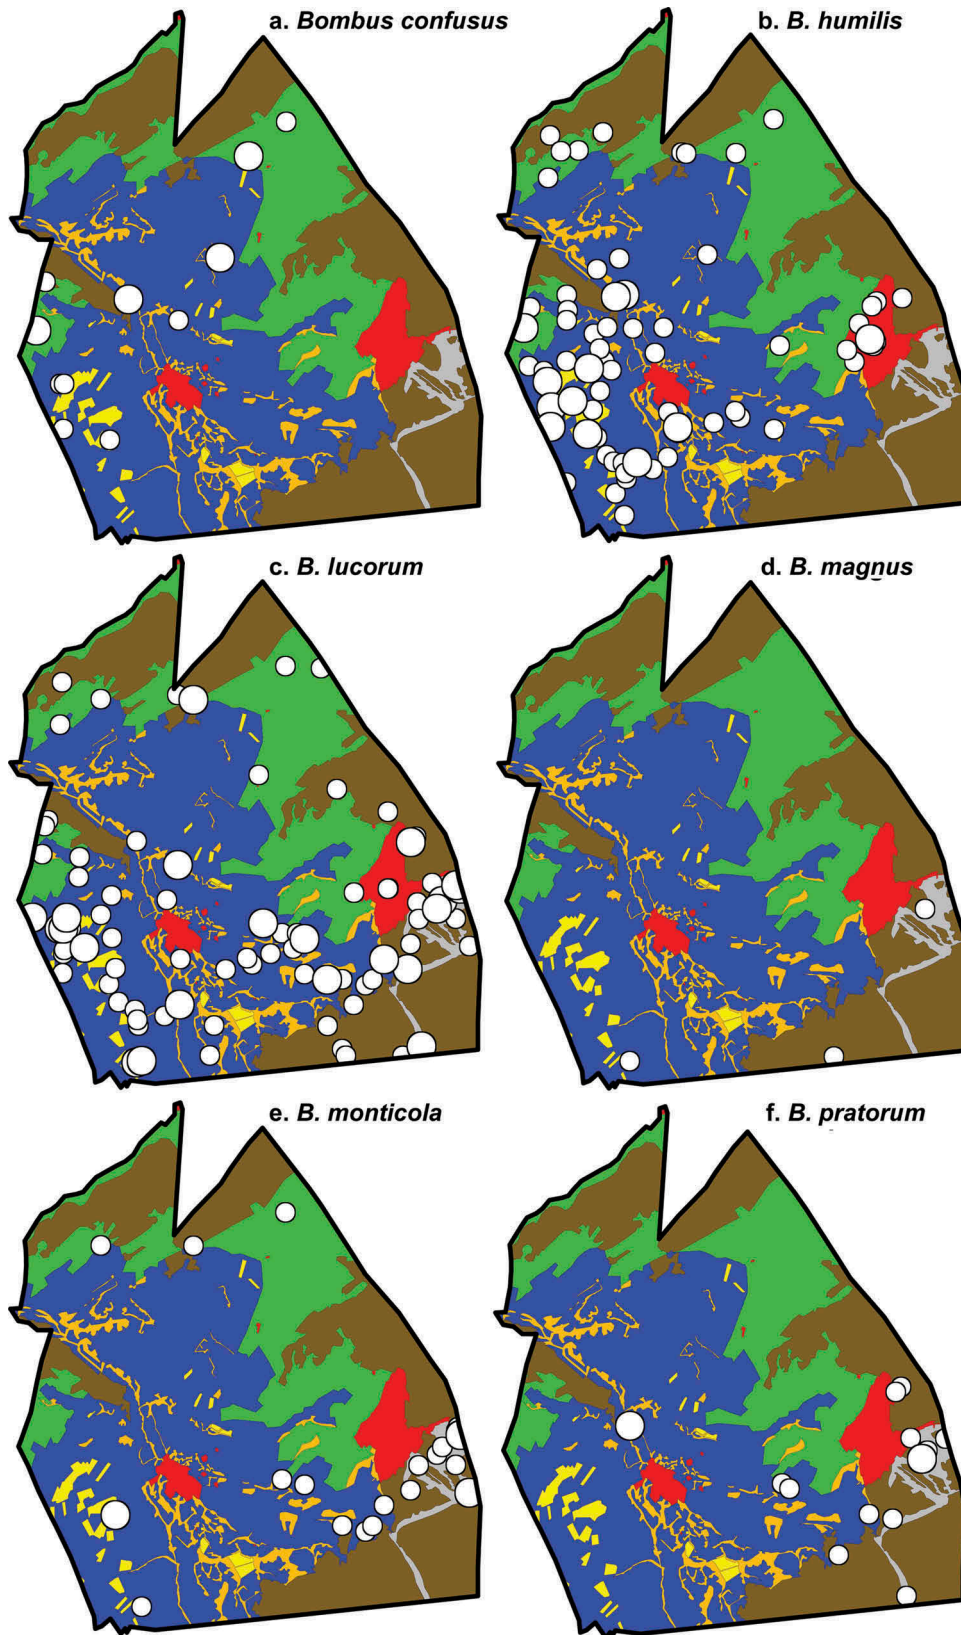 a. Bombus confusus
b. B. humilis
c. B. lucorum
d. B. magnus
e. B. monticola
f. B. pratorum